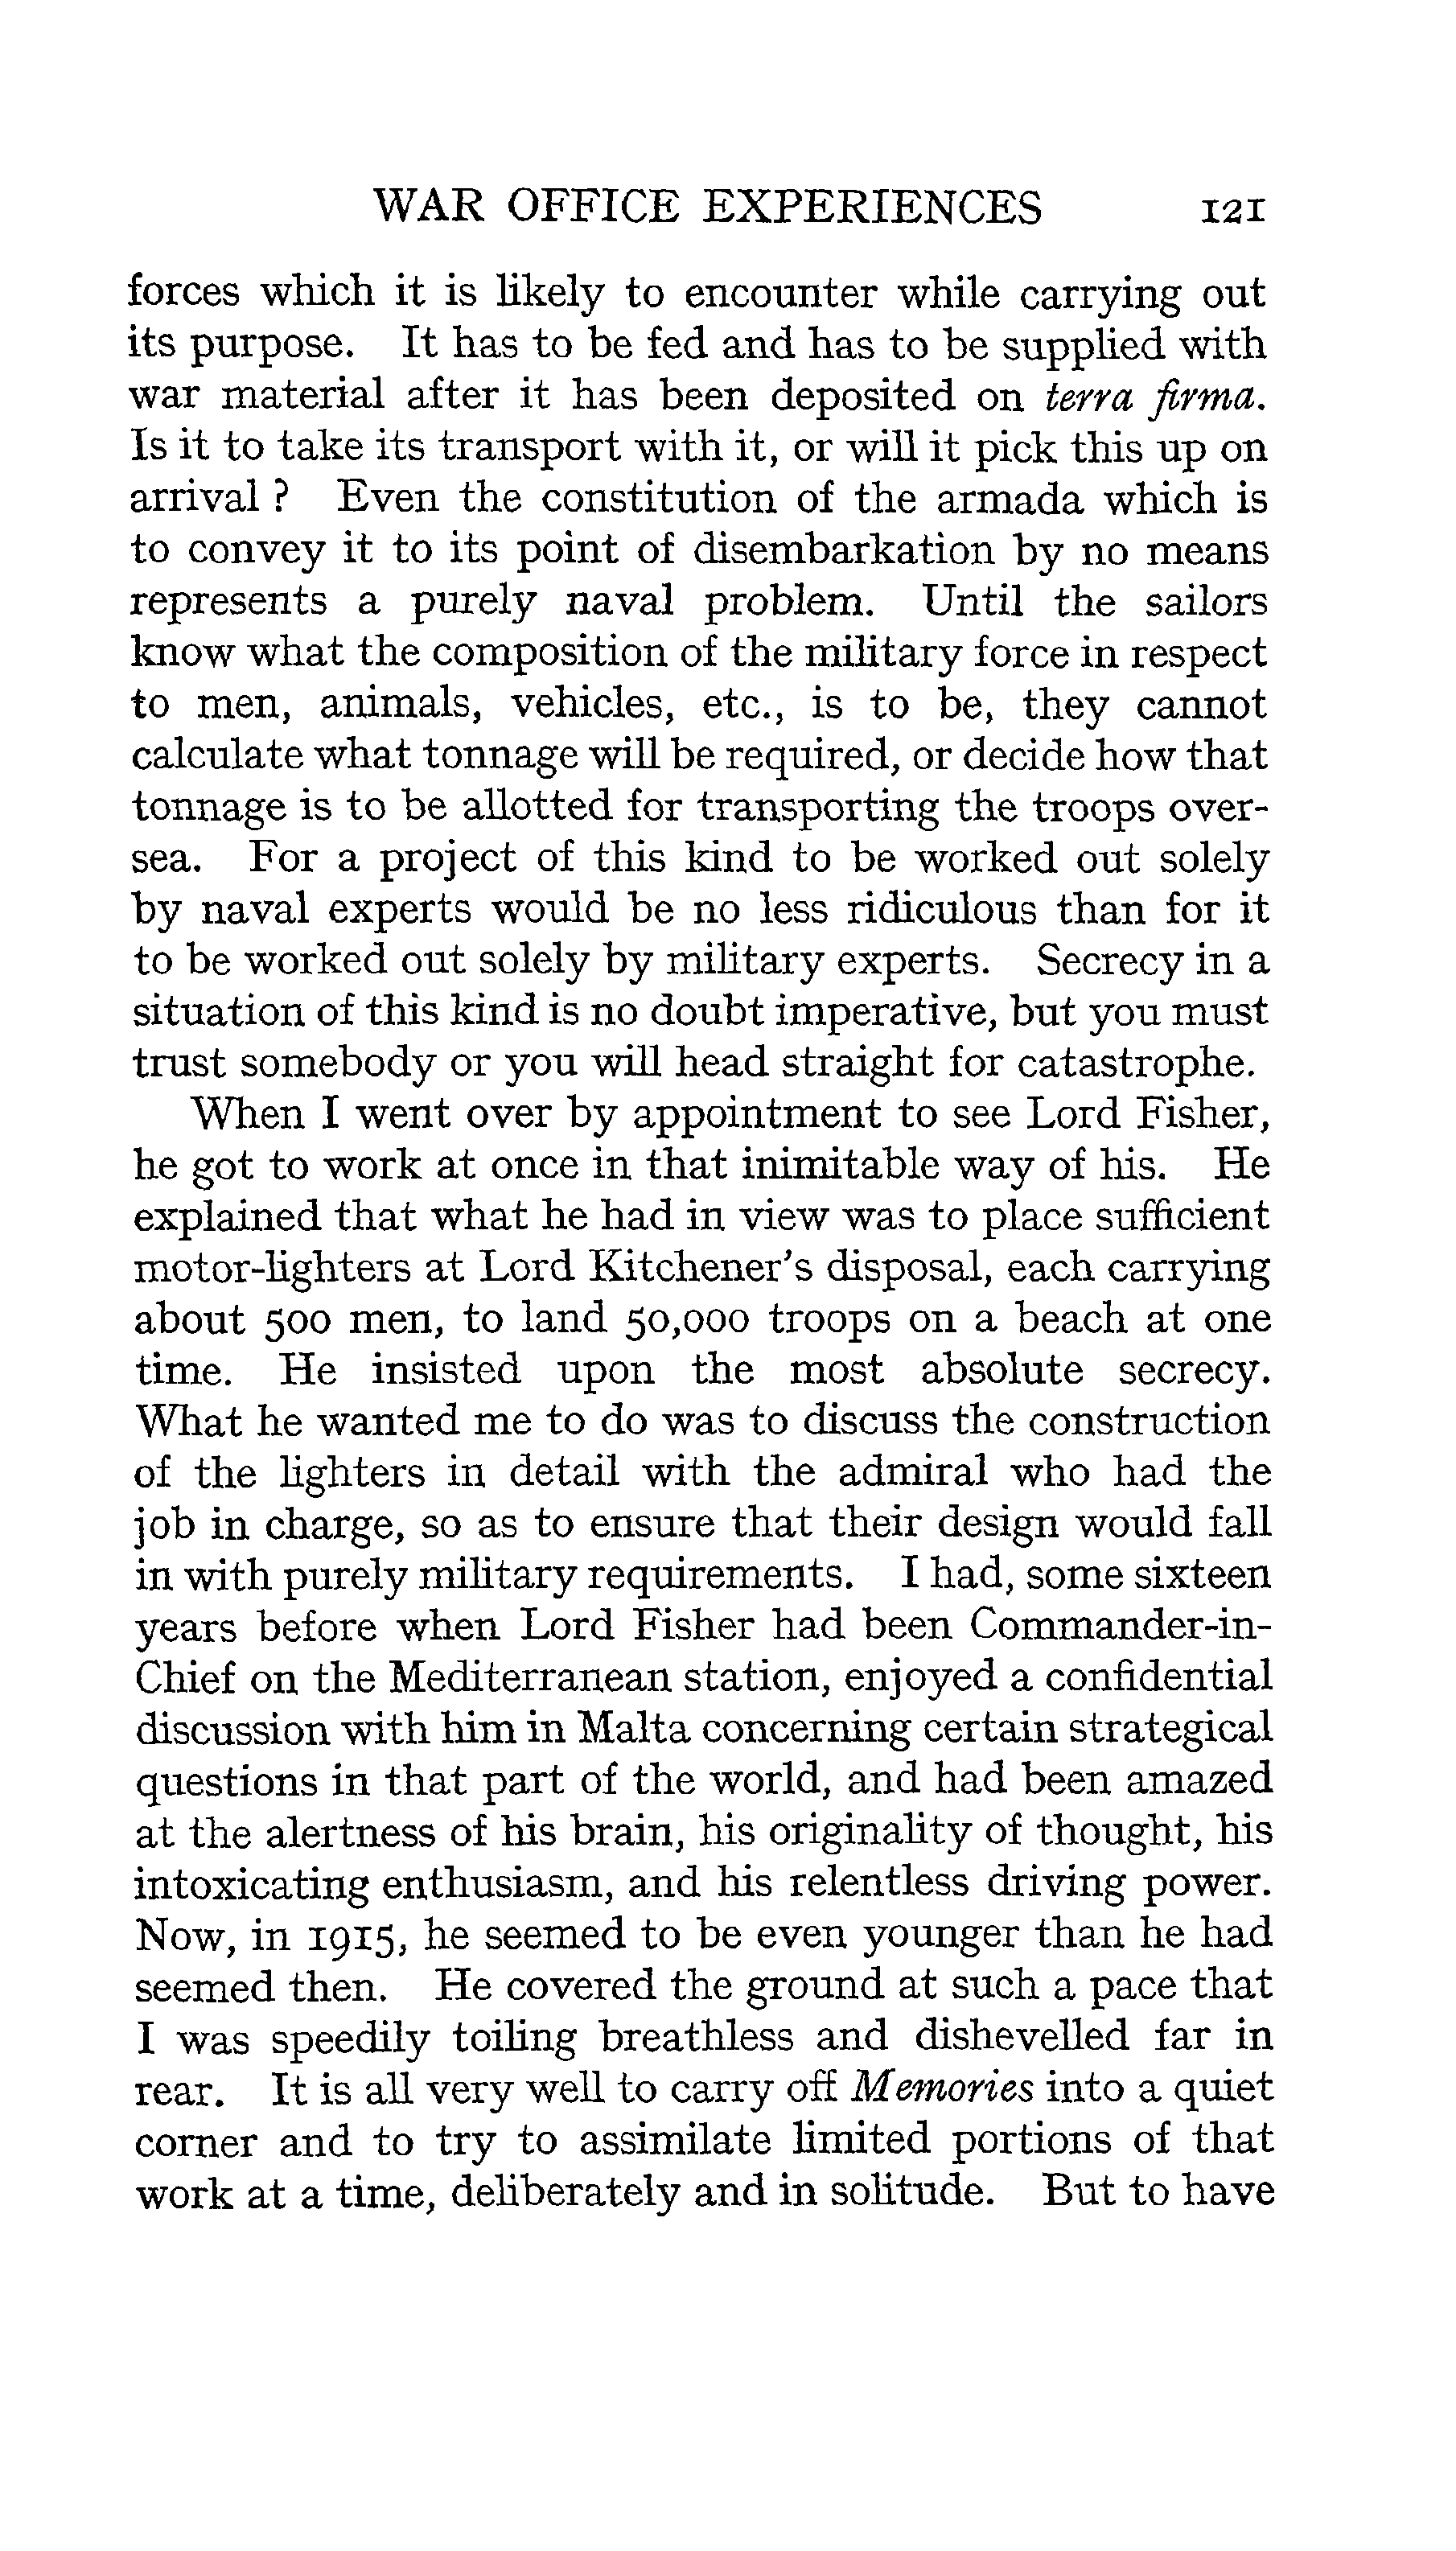 WAR OFFICE EXPERIENCES 121
forces which it is likely to encounter while carrying out
its purpose. It has to be fed and has to be supplied with
war material after it has been deposited on terra firma.
Is it to take its transport with it, or will it pick this up on
arrival ? Even the constitution of the armada which is
to convey it to its point of disembarkation by no means
represents a purely naval problem. Until the sailors
know what the composition of the military force in respect
to men, animals, vehicles, etc., is to be, they cannot
calculate what tonnage will be required, or decide how that
tonnage is to be allotted for transporting the troops over-
sea. For a project of this kind to be worked out solely
by naval experts would be no less ridiculous than for it
to be worked out solely by military experts. Secrecy in a
situation of this kind is no doubt imperative, but you must
trust somebody or you will head straight for catastrophe.
When I went over by appointment to see Lord Fisher,
he got to work at once in that inimitable way of his. He
explained that what he had in view was to place sufficient
motor-lighters at Lord Kitchener's disposal, each carrying
about 500 men, to land 50,000 troops on a beach at one
time. He insisted upon the most absolute secrecy.
What he wanted me to do was to discuss the construction
of the lighters in detail with the admiral who had the
job in charge, so as to ensure that their design would fall
in with purely military requirements. I had, some sixteen
years before when Lord Fisher had been Commander-in-
Chief on the Mediterranean station, enjoyed a confidential
discussion with him in Malta concerning certain strategical
questions in that part of the world, and had been amazed
at the alertness of his brain, his originality of thought, his
intoxicating enthusiasm, and his relentless driving power.
Now, in 1915, he seemed to be even younger than he had
seemed then. He covered the ground at such a pace that
I was speedily toiling breathless and dishevelled far in
rear. It is all very well to carry off Memories into a quiet
corner and to try to assimilate limited portions of that
work at a time, deliberately and in solitude. But to have